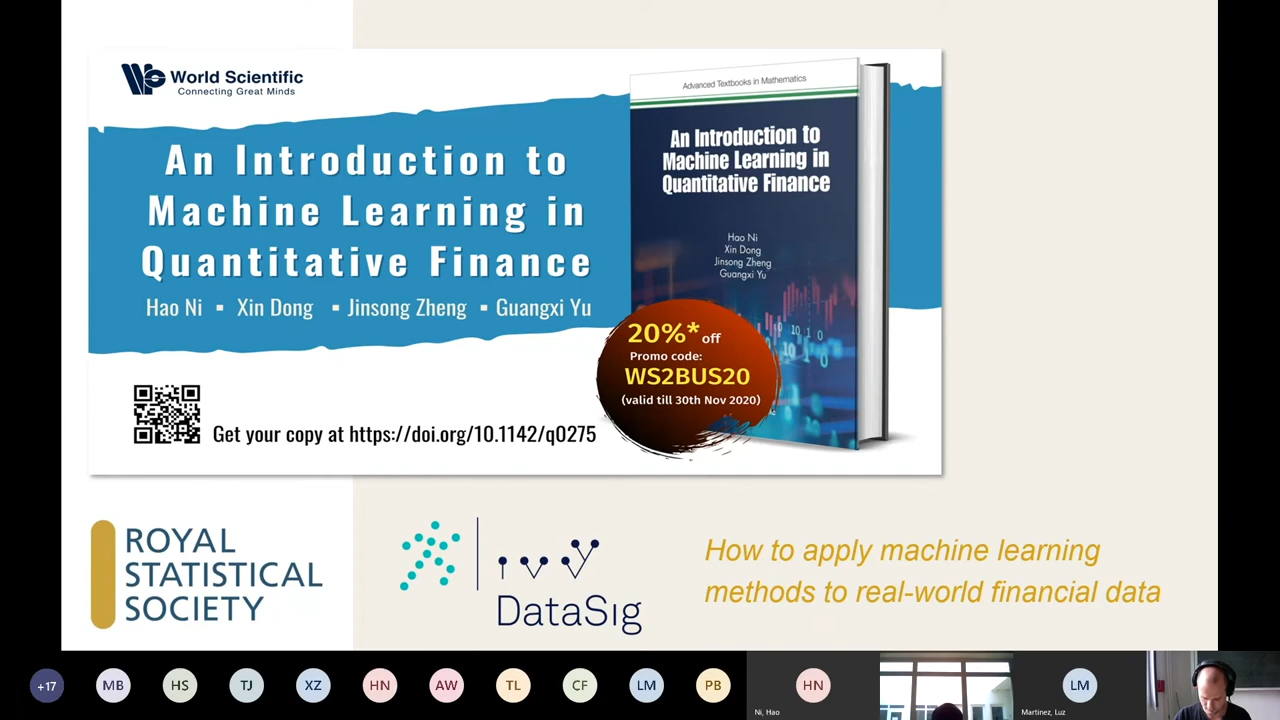 World Scientific
Connecting Great Minds
An Introduction to
Machine Learning in
Quantitative Finance
Hao Ni ▪ Xin Dong ▪ Jinsong Zheng ▪ Guangxi Yu
Get your copy at https://doi.org/10.1142/q0275
Advanced Textbooks in Mathematics
An Introduction to
Machine Learning in
Quantitative Finance
Hao Ni
Xin Dong
Jinsong Zheng
Guangxi Yu
20%* off
Promo code:
WS2BUS20
(valid till 30th Nov 2020)
ROYAL
STATISTICAL
SOCIETY
DataSig
How to apply machine learning
methods to real-world financial data
+17 MB HS TJ XZ HN AW TL CF LM PB HN LM
Ni, Hao Martinez, Luz